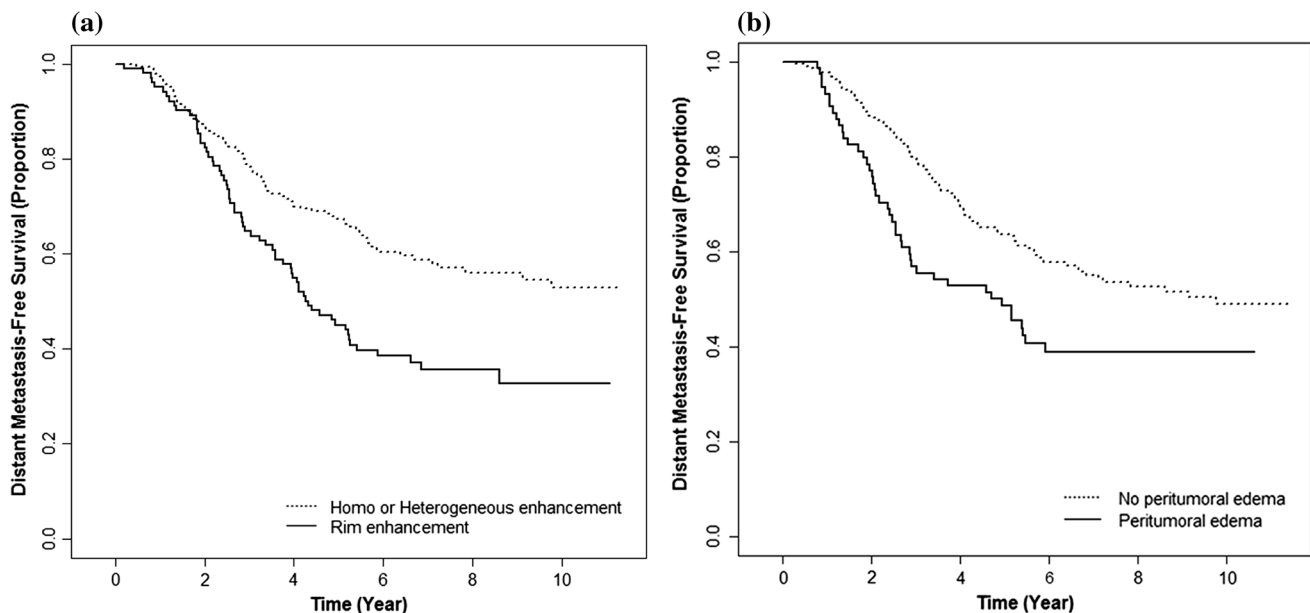 (a)
Distant Metastasis-Free Survival (Proportion)
1.0
0.8
0.6
0.4
0.2
0.0
Homo or Heterogeneous enhancement
Rim enhancement
0 2 4 6 8 10
Time (Year)
(b)
Distant Metastasis-Free Survival (Proportion)
1.0
0.8
0.6
0.4
0.2
0.0
No peritumoral edema
Peritumoral edema
0 2 4 6 8 10
Time (Year)